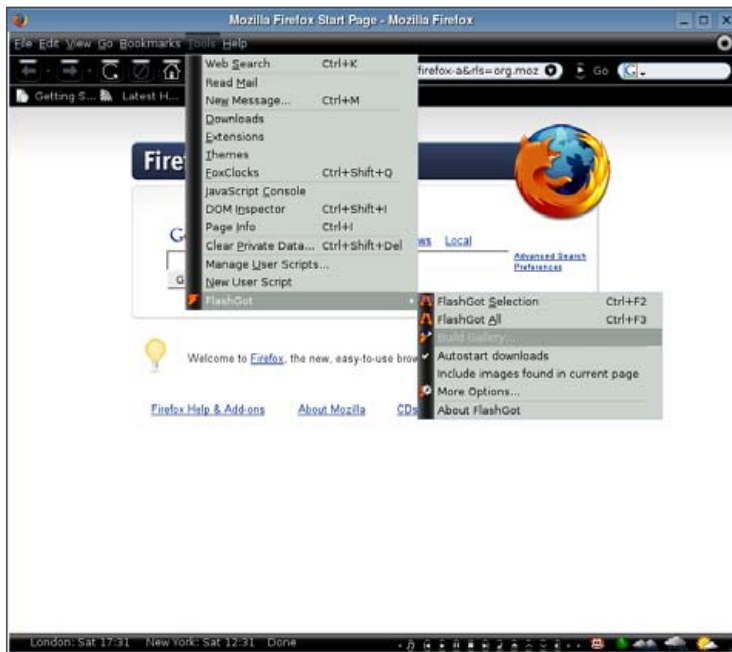 Mozilla Firefox Start Page - Mozilla Firefox
File Edit View Go Bookmarks Tools Help
firefox-a&rls=org.moz Go
Getting S... Latest H...
Web Search Ctrl+K
Read Mail
New Message... Ctrl+M
Downloads
Extensions
Themes
FoxClocks Ctrl+Shift+Q
JavaScript Console
DOM Inspector Ctrl+Shift+I
Page Info Ctrl+I
Clear Private Data... Ctrl+Shift+Del
Manage User Scripts...
New User Script
FlashGot
FlashGot Selection Ctrl+F2
FlashGot All Ctrl+F3
Build Gallery...
Autostart downloads
Include images found in current page
More Options...
About FlashGot
Fire
G
ws Local
Advanced Search
Preferences
G
Welcome to Firefox, the new, easy-to-use brow
Firefox Help & Add-ons About Mozilla CDs
London: Sat 17:31 New York: Sat 12:31 Done